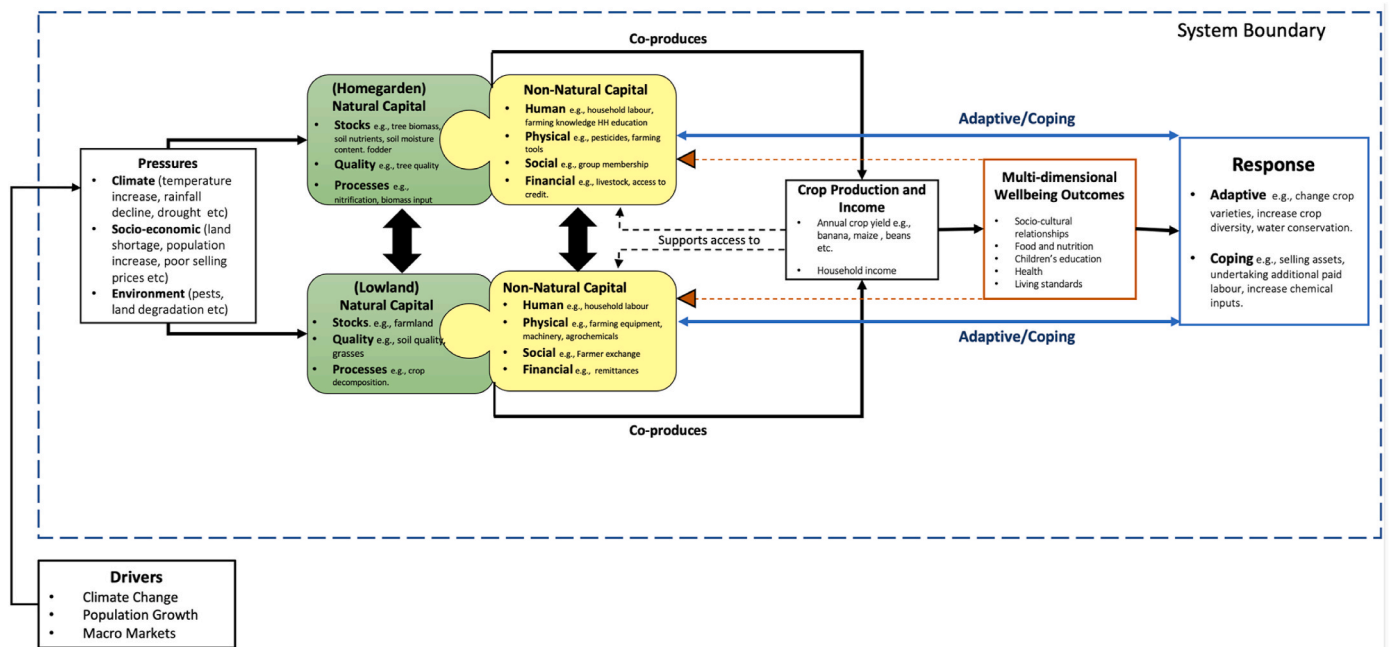 System Boundary
Co-produces
(Homegarden)
Natural Capital
• Stocks e.g., tree biomass,
soil nutrients, soil moisture
content. fodder
• Quality e.g., tree quality
• Processes e.g.,
nitrification, biomass input
Non-Natural Capital
• Human e.g., household labour,
farming knowledge HH education
• Physical e.g., pesticides, farming
tools
• Social e.g., group membership
• Financial e.g., livestock, access to
credit.
Adaptive/Coping
Pressures
• Climate (temperature
increase, rainfall
decline, drought etc)
• Socio-economic (land
shortage, population
increase, poor selling
prices etc)
• Environment (pests,
land degradation etc)
Supports access to
Crop Production and
Income
• Annual crop yield e.g.,
banana, maize , beans
etc.
• Household income
Multi-dimensional
Wellbeing Outcomes
• Socio-cultural
relationships
• Food and nutrition
• Children's education
• Health
• Living standards
Response
• Adaptive e.g., change crop
varieties, increase crop
diversity, water conservation.
• Coping e.g., selling assets,
undertaking additional paid
labour, increase chemical
inputs.
(Lowland)
Natural Capital
• Stocks. e.g., farmland
• Quality e.g., soil quality,
grasses
• Processes e.g., crop
decomposition.
Non-Natural Capital
• Human e.g., household labour
• Physical e.g., farming equipment,
machinery, agrochemicals
• Social e.g., Farmer exchange
• Financial e.g., remittances
Adaptive/Coping
Co-produces
Drivers
• Climate Change
• Population Growth
• Macro Markets